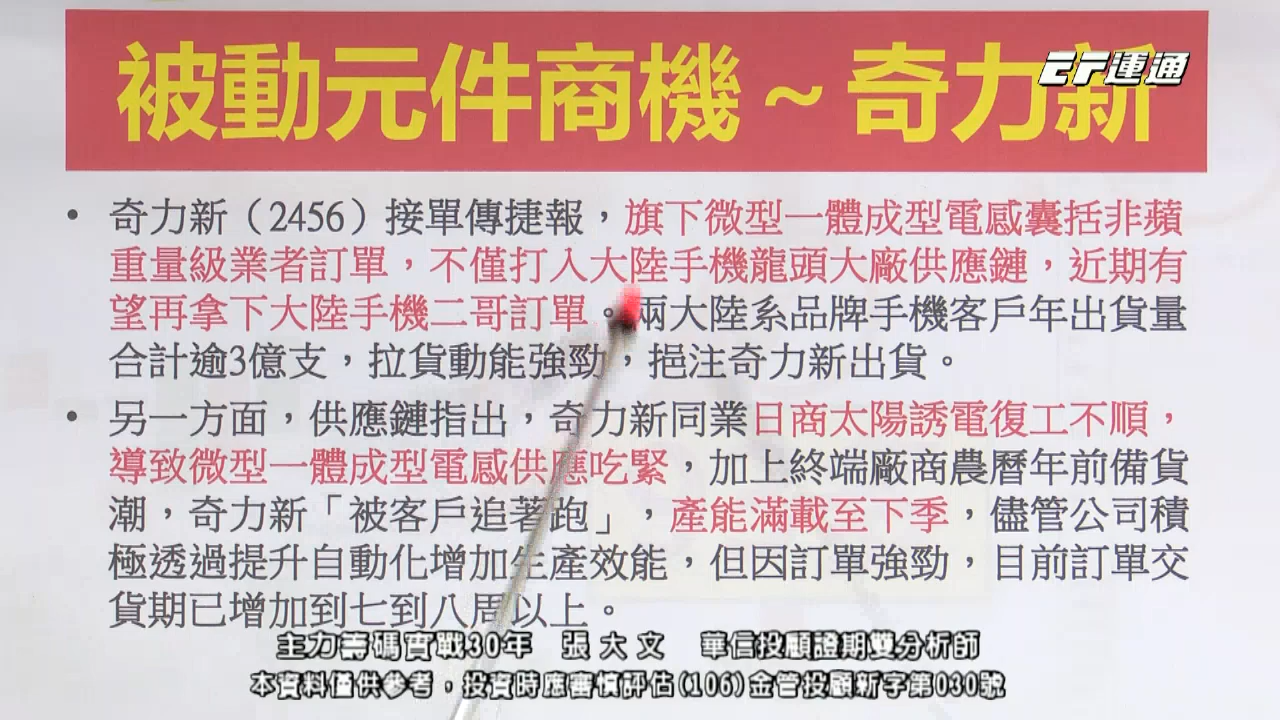 被動元件商機～奇力新
EF運通
• 奇力新（2456）接單傳捷報，旗下微型一體成型電感囊括非蘋
重量級業者訂單，不僅打入大陸手機龍頭大廠供應鏈，近期有
望再拿下大陸手機二哥訂單。兩大陸系品牌手機客戶年出貨量
合計逾3億支，拉貨動能強勁，挹注奇力新出貨。
• 另一方面，供應鏈指出，奇力新同業日商太陽誘電復工不順，
導致微型一體成型電感供應吃緊，加上終端廠商農曆年前備貨
潮，奇力新「被客戶追著跑」，產能滿載至下季，儘管公司積
極透過提升自動化增加生產效能，但因訂單強勁，目前訂單交
貨期已增加到七到八周以上。
主力籌碼實戰30年 張大文 華信投顧證期雙分析師
本資料僅供參考，投資時應審慎評估(106)金管投顧新字第030號